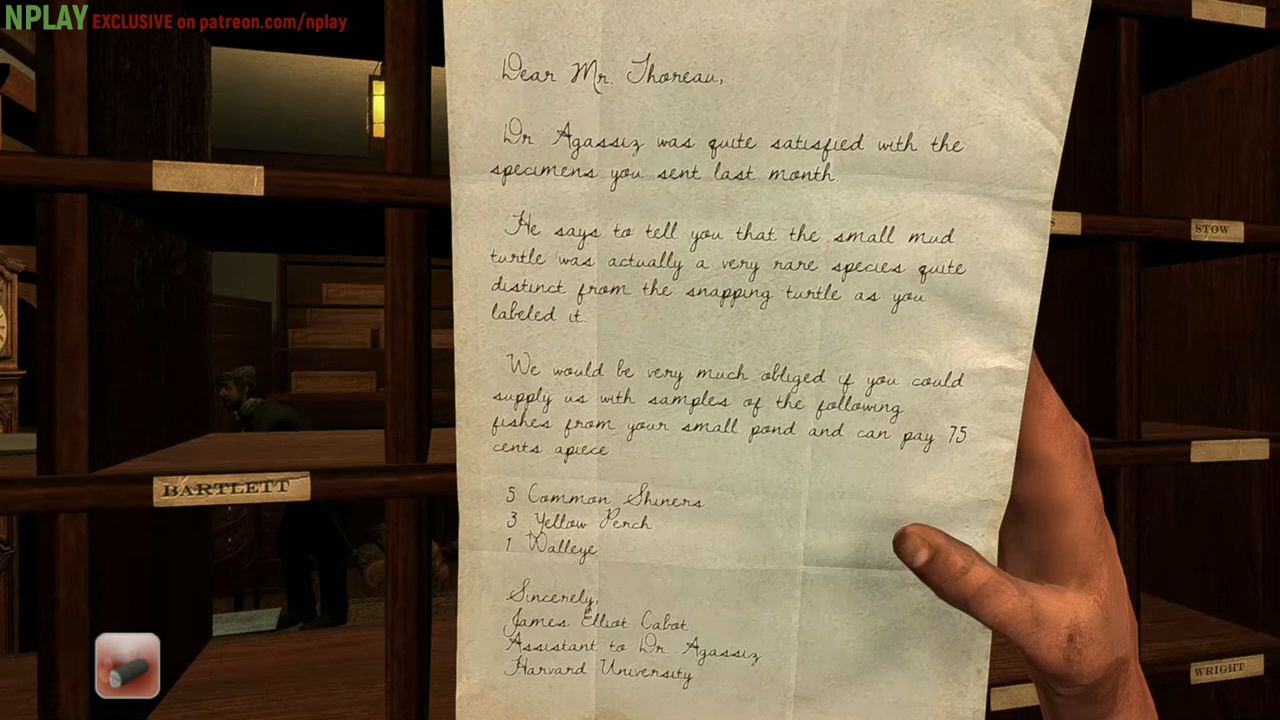 NPLAY EXCLUSIVE on patreon.com/nplay
Dear Mr. Thoreau,
Dr Agassiz was quite satisfied with the
specimens you sent last month.
He says to tell you that the small mud
turtle was actually a very rare species quite
distinct from the snapping turtle as you
labeled it.
We would be very much obliged if you could
supply us with samples of the following
fishes from your small pond and can pay 75
cents apiece.
5 Common Shiners
3 Yellow Perch
1 Walleye
Sincerely,
James Elliot Cabot
Assistant to Dr. Agassiz
Harvard University
BARTLETT
STOW
WRIGHT